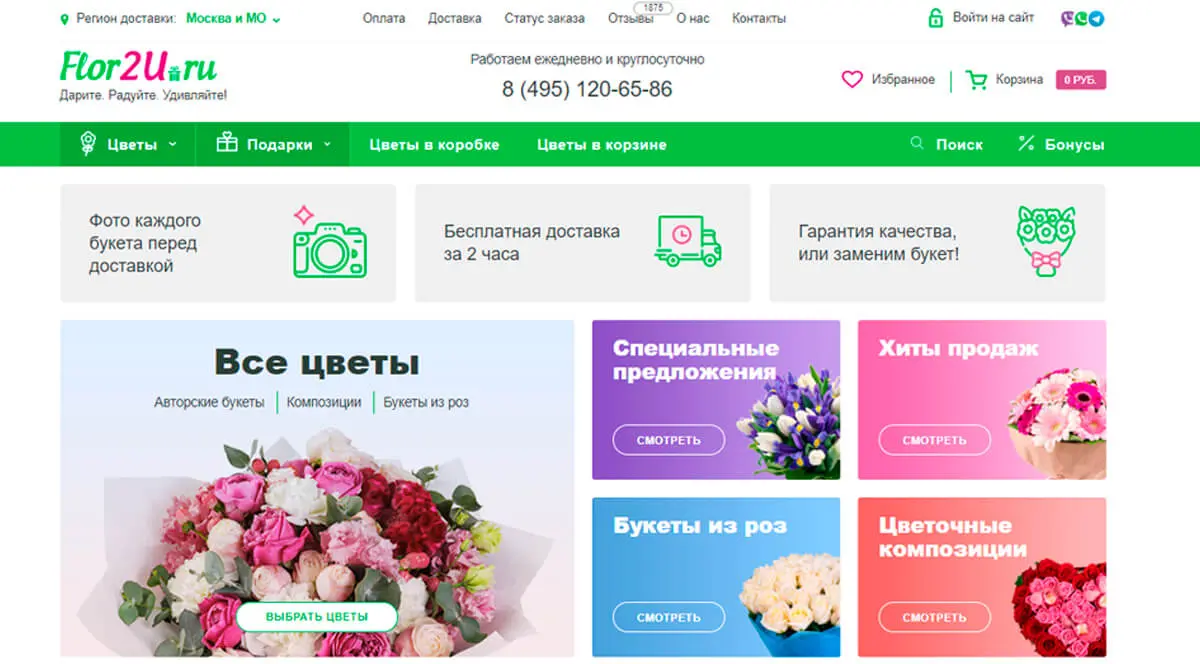 Регион доставки: Москва и МО
Оплата
Доставка
Статус заказа
Отзывы
1875
О нас
Контакты
Войти на сайт
Flor2U.ru
Дарите. Радуйте. Удивляйте!
Работаем ежедневно и круглосуточно
8 (495) 120-65-86
Избранное
Корзина
0 РУБ.
Цветы
Подарки
Цветы в коробке
Цветы в корзине
Поиск
Бонусы
Фото каждого
букета перед
доставкой
Бесплатная доставка
за 2 часа
Гарантия качества,
или заменим букет!
Все цветы
Авторские букеты
Композиции
Букеты из роз
ВЫБРАТЬ ЦВЕТЫ
Специальные
предложения
СМОТРЕТЬ
Хиты продаж
СМОТРЕТЬ
Букеты из роз
СМОТРЕТЬ
Цветочные
композиции
СМОТРЕТЬ